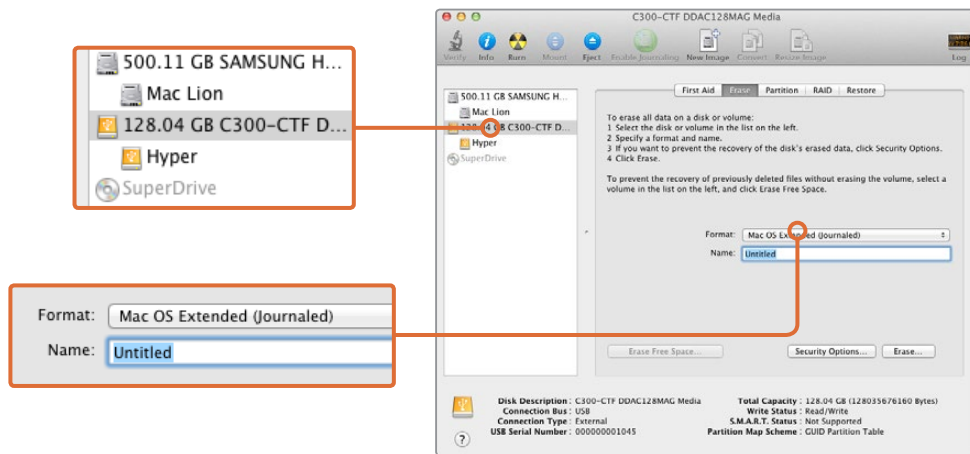 500.11 GB SAMSUNG H...
Mac Lion
128.04 GB C300-CTF D...
Hyper
SuperDrive
Format: Mac OS Extended (Journaled)
Name: Untitled
C300-CTF DDAC128MAG Media
Verify Info Burn Mount Eject Enable Journaling New Image Convert Resize Image Log
500.11 GB SAMSUNG H...
Mac Lion
128.04 GB C300-CTF D...
Hyper
SuperDrive
First Aid Erase Partition RAID Restore
To erase all data on a disk or volume:
1 Select the disk or volume in the list on the left.
2 Specify a format and name.
3 If you want to prevent the recovery of the disk's erased data, click Security Options.
4 Click Erase.
To prevent the recovery of previously deleted files without erasing the volume, select a
volume in the list on the left, and click Erase Free Space.
Format: Mac OS Extended (Journaled)
Name: Untitled
Erase Free Space... Security Options... Erase...
Disk Description : C300-CTF DDAC128MAG Media Total Capacity : 128.04 GB (128035676160 Bytes)
Connection Bus : USB Write Status : Read/Write
Connection Type : External S.M.A.R.T. Status : Not Supported
USB Serial Number : 000000001045 Partition Map Scheme : GUID Partition Table
?